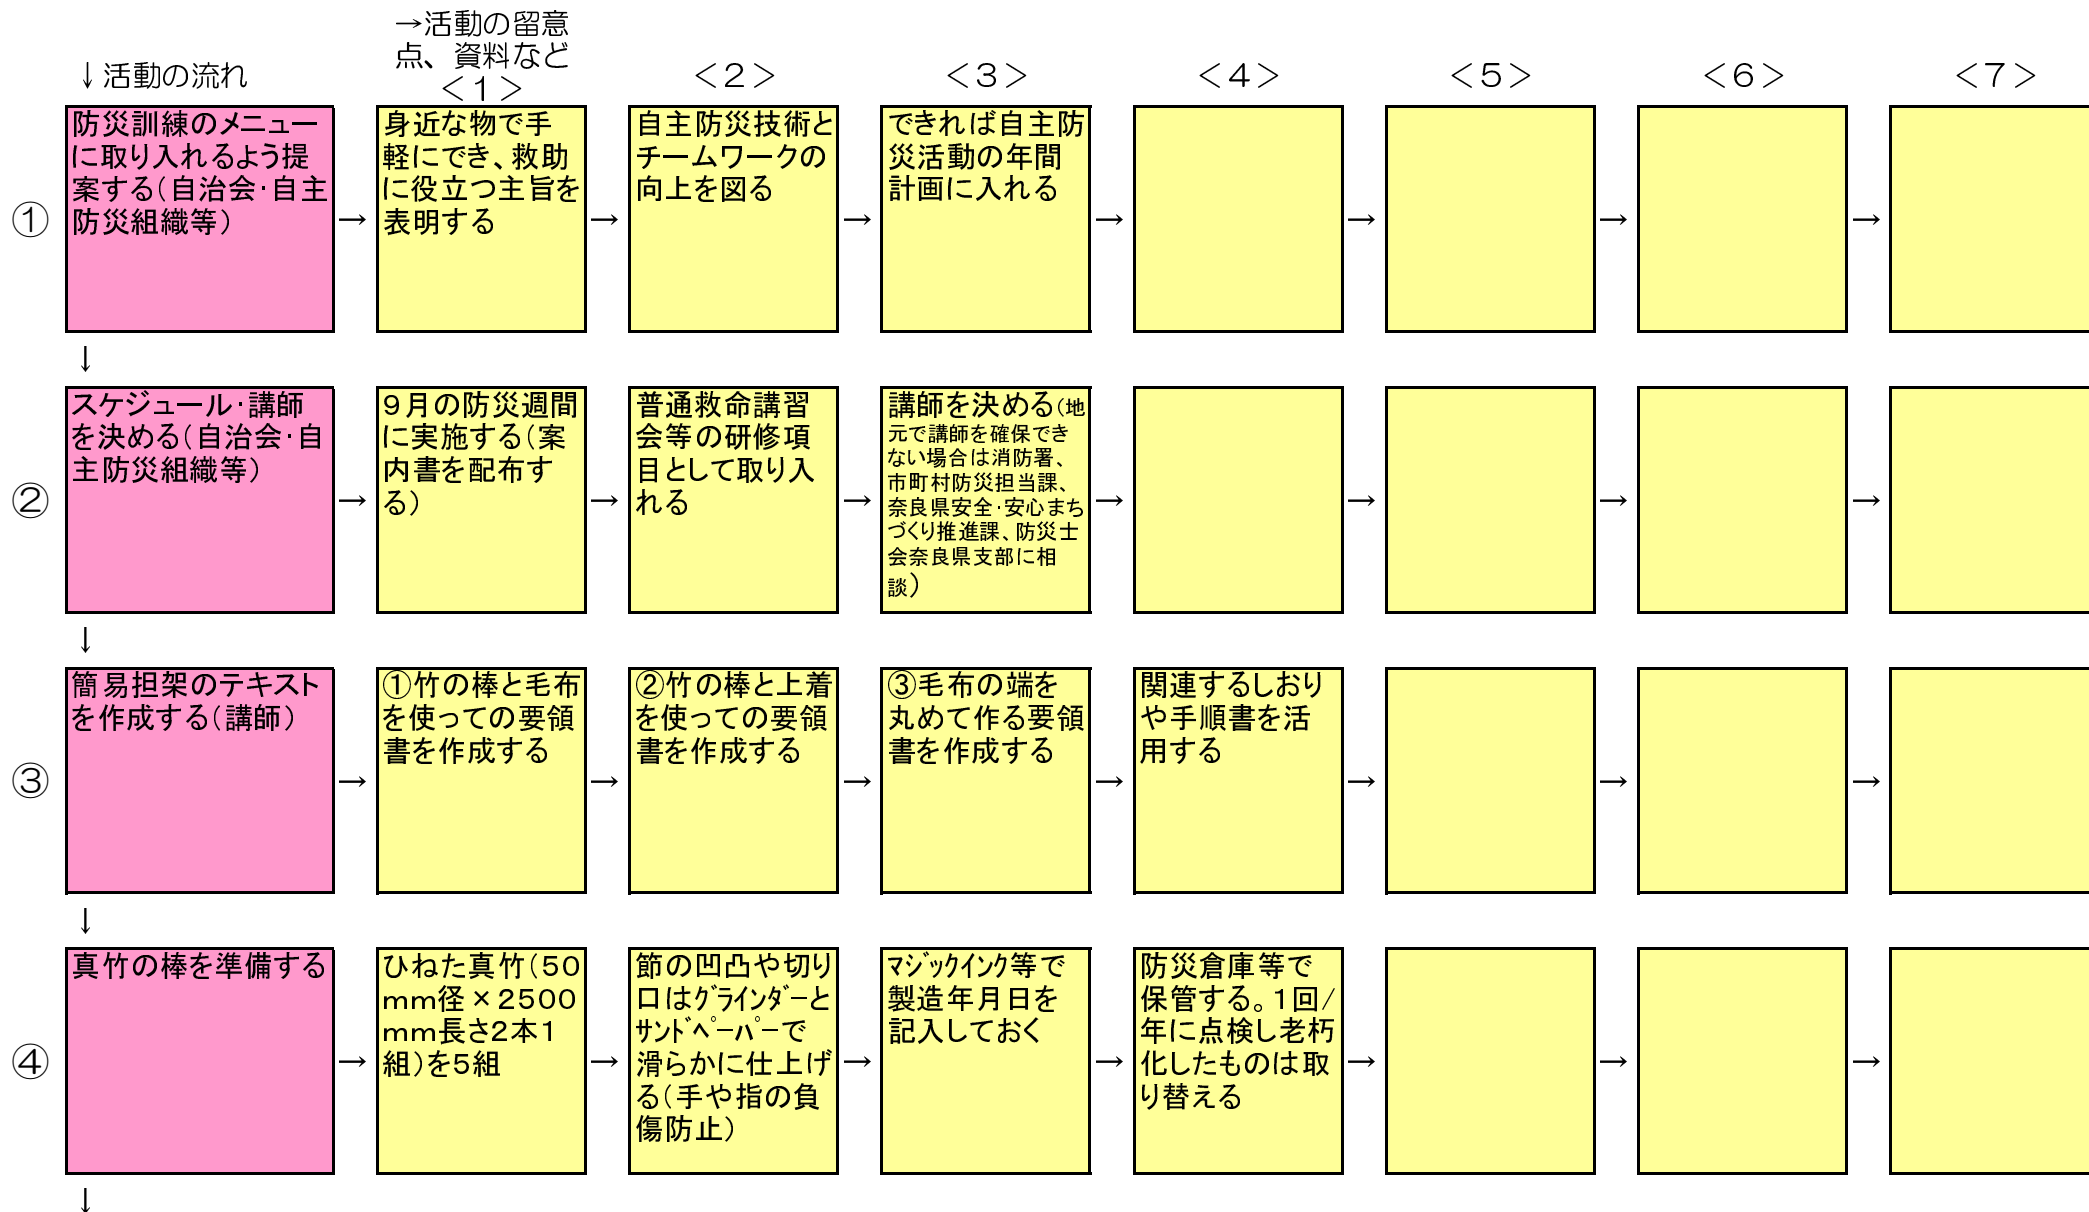 →活動の留意
点、資料など
↓活動の流れ
＜１＞
＜２＞
＜３＞
＜４＞
＜５＞
＜６＞
＜７＞
①
防災訓練のメニュー
に取り入れるよう提
案する（自治会・自主
防災組織等）
→
身近な物で手
軽にでき、救助
に役立つ主旨を
表明する
→
自主防災技術と
チームワークの
向上を図る
→
できれば自主防
災活動の年間
計画に入れる
→
→
→
→
↓
②
スケジュール・講師
を決める（自治会・自
主防災組織等）
→
９月の防災週間
に実施する（案
内書を配布す
る）
→
普通救命講習
会等の研修項
目として取り入
れる
→
講師を決める（地
元で講師を確保でき
ない場合は消防署、
市町村防災担当課、
奈良県安全・安心まち
づくり推進課、防災士
会奈良県支部に相
談）
→
→
→
→
↓
③
簡易担架のテキスト
を作成する（講師）
→
①竹の棒と毛布
を使っての要領
書を作成する
→
②竹の棒と上着
を使っての要領
書を作成する
→
③毛布の端を
丸めて作る要領
書を作成する
→
関連するしおり
や手順書を活
用する
→
→
→
↓
④
真竹の棒を準備する
→
ひねた真竹（５０
ｍｍ径×２５００
ｍｍ長さ２本１
組）を５組
→
節の凹凸や切り
口はｸﾞﾗｲﾝﾀﾞｰと
ｻﾝﾄﾞﾍﾟｰﾊﾟｰで
滑らかに仕上げ
る（手や指の負
傷防止）
→
ﾏｼﾞｯｸｲﾝｸ等で
製造年月日を
記入しておく
→
防災倉庫等で
保管する。１回/
年に点検し老朽
化したものは取
り替える
→
→
→
↓